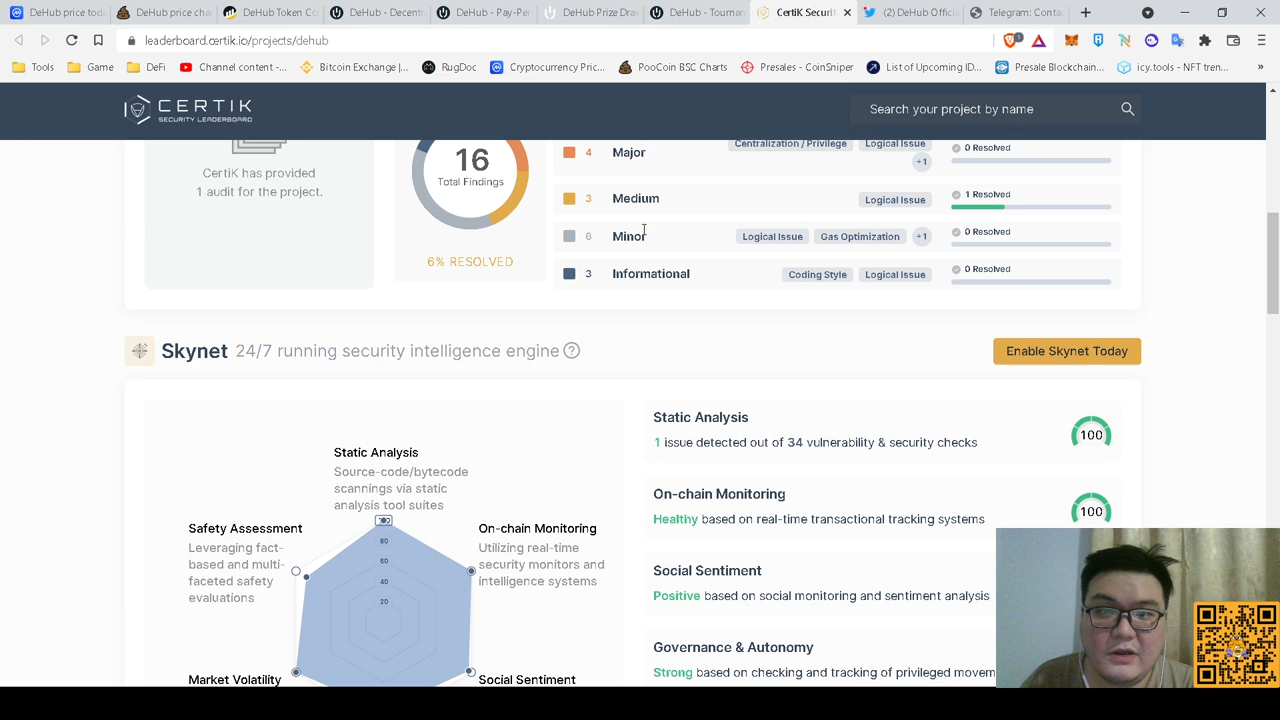 DeHub price today
DeHub price cha
DeHub Token Co
DeHub - Decentr
DeHub - Pay-Per
DeHub Prize Drav
DeHub - Tournan
CertiK Securit
(2) DeHub Offici
Telegram: Conta
leaderboard.certik.io/projects/dehub
1
Tools
Game
DeFi
Channel content -...
Bitcoin Exchange |...
RugDoc
Cryptocurrency Pric...
PooCoin BSC Charts
Presales - CoinSniper
List of Upcoming ID...
Presale Blockchain...
icy.tools - NFT tren...
»
CERTIK
SECURITY LEADERBOARD
Search your project by name
CertiK has provided
1 audit for the project.
16
Total Findings
6% RESOLVED
4 Major Centralization / Privilege Logical Issue +1 0 Resolved
3 Medium Logical Issue 1 Resolved
6 Minor Logical Issue Gas Optimization +1 0 Resolved
3 Informational Coding Style Logical Issue 0 Resolved
Skynet 24/7 running security intelligence engine ?
Enable Skynet Today
Static Analysis
Source-code/bytecode
scannings via static
analysis tool suites
Safety Assessment
Leveraging fact-
based and multi-
faceted safety
evaluations
On-chain Monitoring
Utilizing real-time
security monitors and
intelligence systems
100
80
60
40
20
Market Volatility
Social Sentiment
Static Analysis
1 issue detected out of 34 vulnerability & security checks
100
On-chain Monitoring
Healthy based on real-time transactional tracking systems
100
Social Sentiment
Positive based on social monitoring and sentiment analysis
Governance & Autonomy
Strong based on checking and tracking of privileged movem